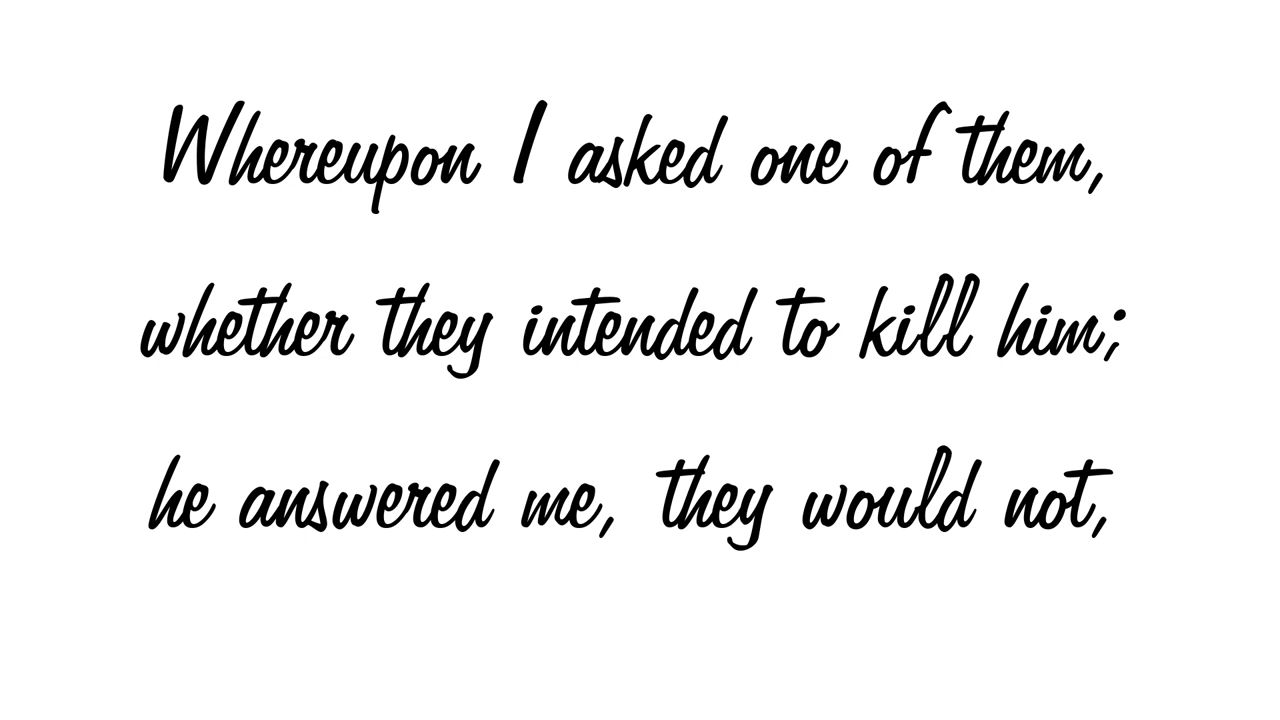 Whereupon I asked one of them,
whether they intended to kill him;
he answered me, they would not,